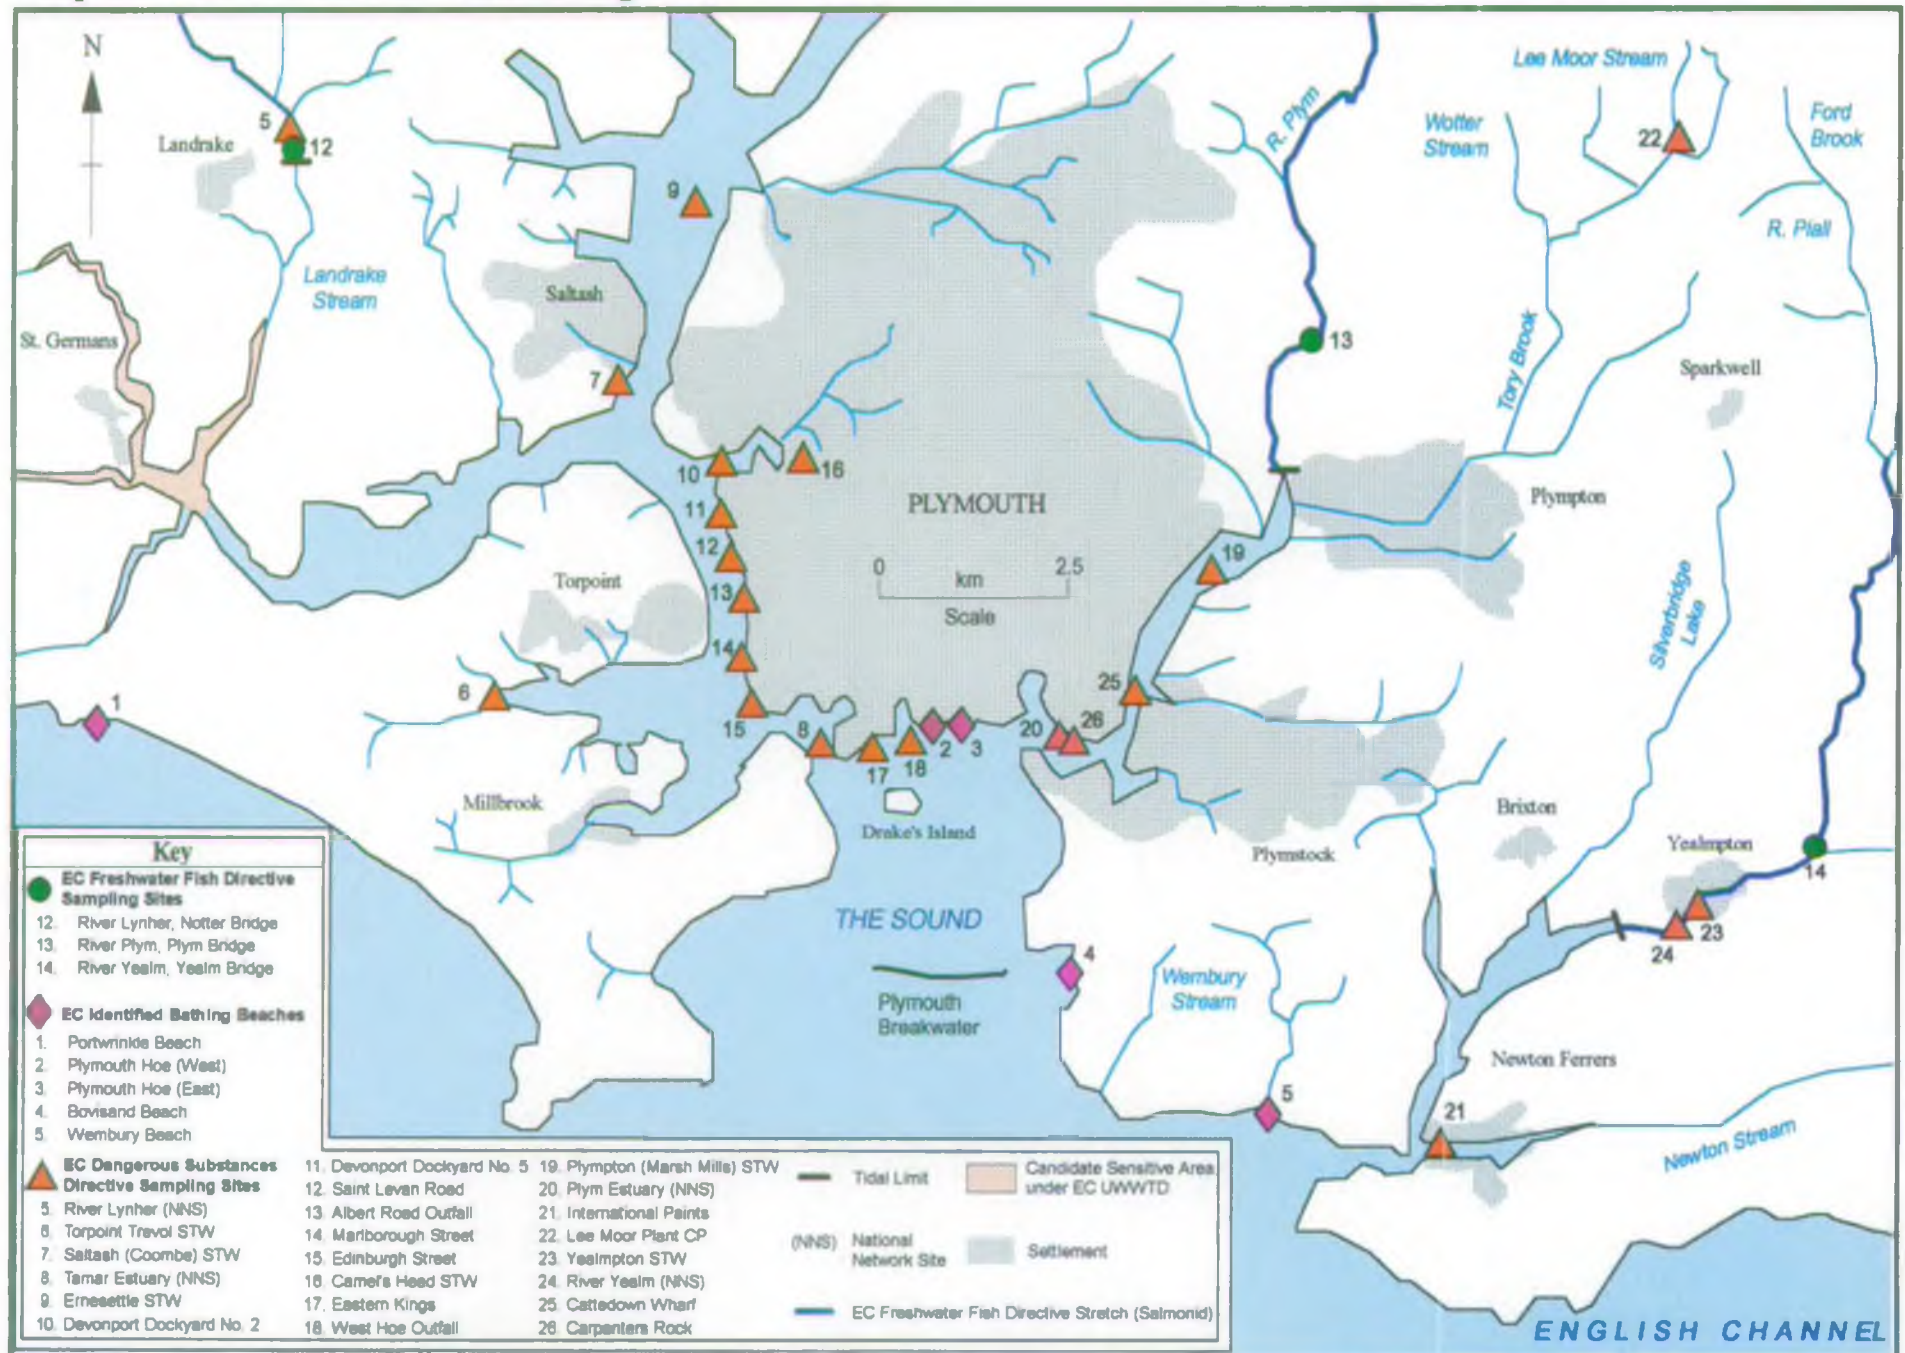 N
Landrake
5
12
9
Landrake
Stream
St. Germans
Saltash
7
R. Plym
13
Lee Moor Stream
Wotter
Stream
22
Ford
Brook
R. Piall
Tory Brook
Sparkwell
10
16
11
12
13
14
15
PLYMOUTH
0
2.5
km
Scale
Plympton
19
Torpoint
Silverbridge
Lake
6
1
8
17
18
2
3
20
26
25
Millbrook
Drake's Island
Plymstock
Brixton
Yealmpton
14
23
24
THE SOUND
4
Plymouth
Breakwater
Wembury
Stream
5
Newton Ferrers
21
Newton Stream
ENGLISH CHANNEL
Key
EC Freshwater Fish Directive
Sampling Sites
12. River Lynher, Notter Bridge
13. River Plym, Plym Bridge
14. River Yealm, Yealm Bridge
EC Identified Bathing Beaches
1. Portwrinkle Beach
2. Plymouth Hoe (West)
3. Plymouth Hoe (East)
4. Bovisand Beach
5. Wembury Beach
EC Dangerous Substances
Directive Sampling Sites
5. River Lynher (NNS)
6. Torpoint Trevol STW
7. Saltash (Coombe) STW
8. Tamar Estuary (NNS)
9. Ernesettle STW
10. Devonport Dockyard No. 2
11. Devonport Dockyard No. 5
12. Saint Levan Road
13. Albert Road Outfall
14. Marlborough Street
15. Edinburgh Street
16. Camel's Head STW
17. Eastern Kings
18. West Hoe Outfall
19. Plympton (Marsh Mills) STW
20. Plym Estuary (NNS)
21. International Paints
22. Lee Moor Plant CP
23. Yealmpton STW
24. River Yealm (NNS)
25. Cattedown Wharf
26. Carpenters Rock
Tidal Limit
(NNS) National
Network Site
Candidate Sensitive Area
under EC UWWTD
Settlement
EC Freshwater Fish Directive Stretch (Salmonid)